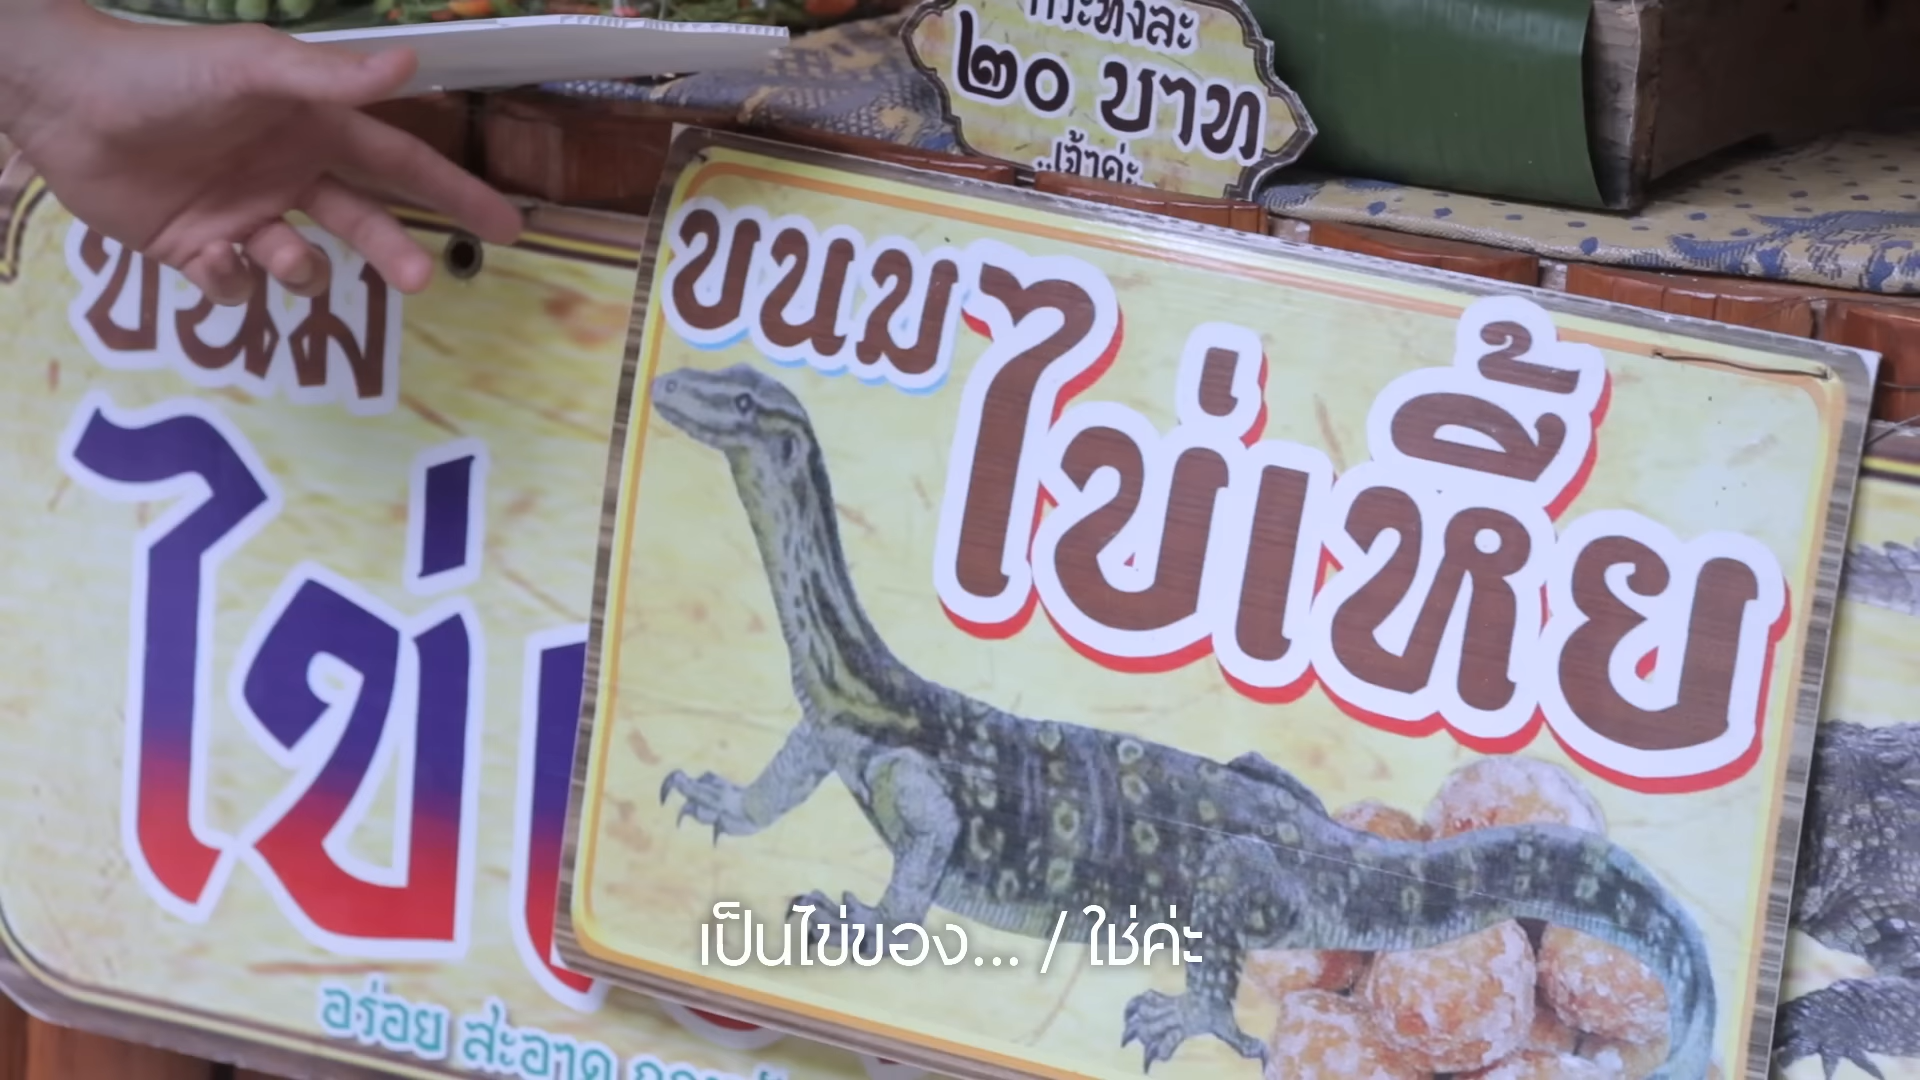 กระทงละ
๒๐ บาท
..เจ้าค่ะ
ขนม
ไข่เหี้ย
ขนม
ไข่
อร่อย สะอาด
เป็นไข่ของ... / ใช่ค่ะ